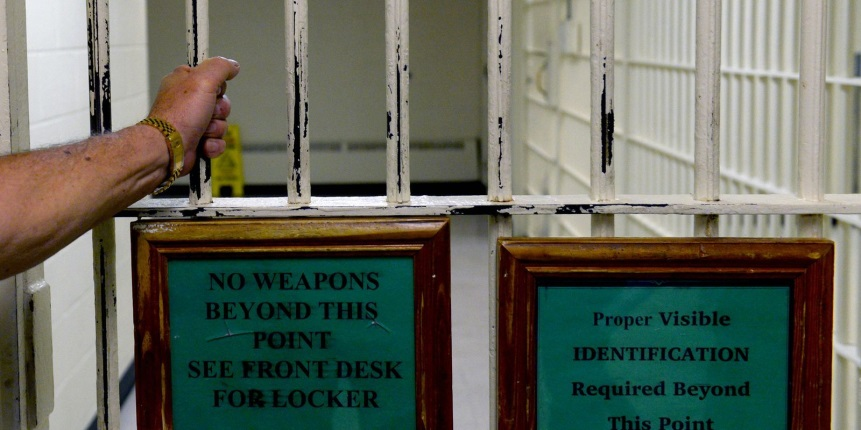 NO WEAPONS
BEYOND THIS
POINT
SEE FRONT DESK
FOR LOCKER
Proper Visible
IDENTIFICATION
Required Beyond
This Point